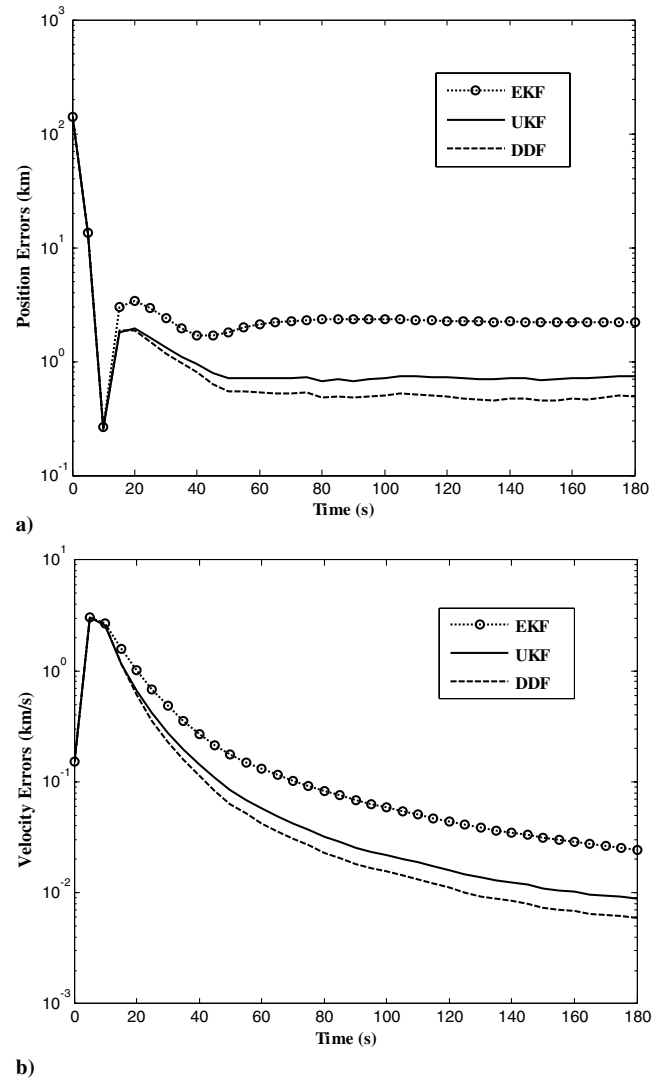 10^3
10^2
10^1
10^0
10^-1
Position Errors (km)
EKF
UKF
DDF
0 20 40 60 80 100 120 140 160 180
Time (s)
a)
10^1
10^0
10^-1
10^-2
10^-3
Velocity Errors (km/s)
EKF
UKF
DDF
0 20 40 60 80 100 120 140 160 180
Time (s)
b)